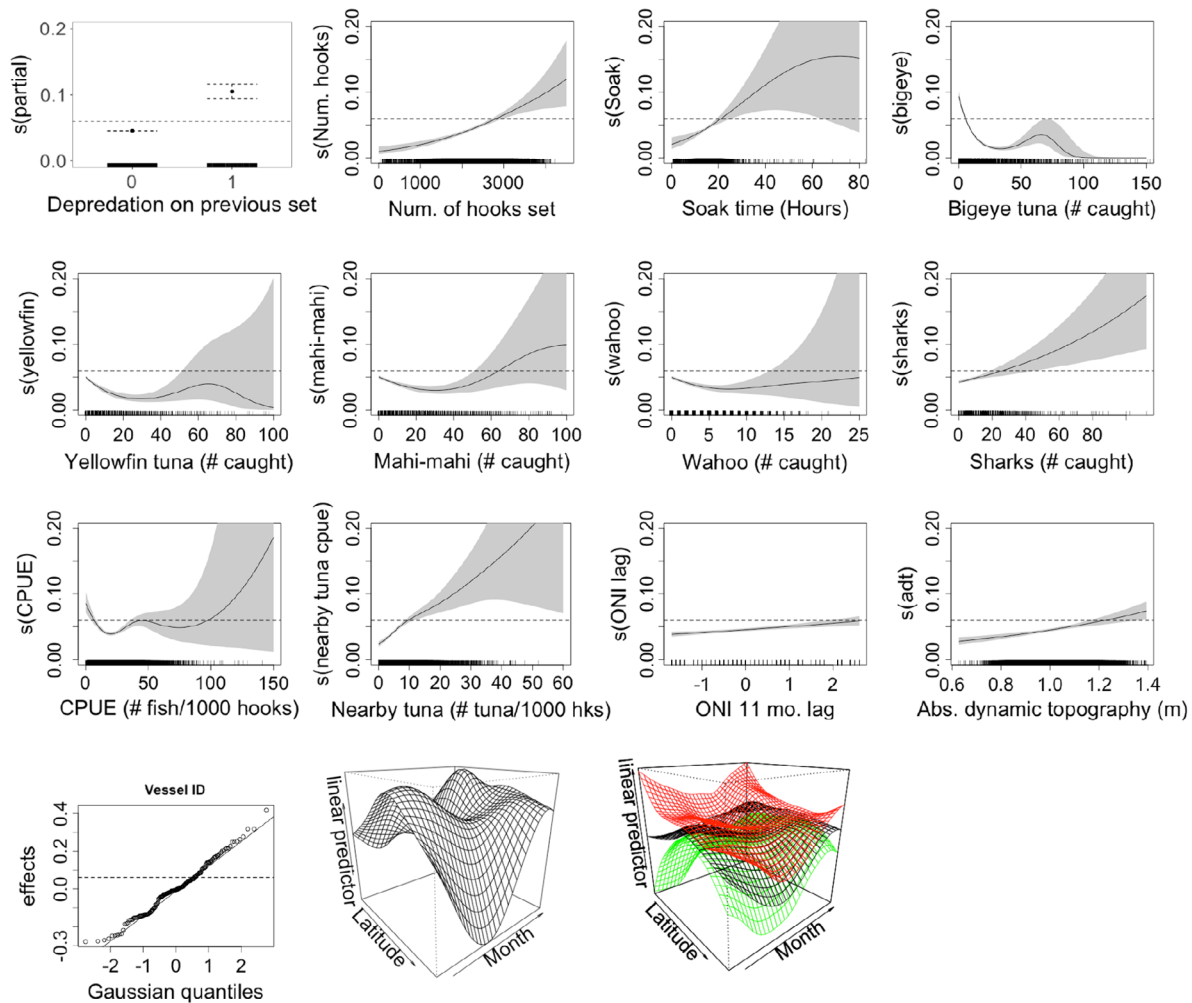 s(partial)
0.2
0.1
0.0
0
1
Depredation on previous set
s(Num. hooks)
0.20
0.10
0.00
0
1000
3000
Num. of hooks set
s(Soak)
0.20
0.10
0.00
0 20 40 60 80
Soak time (Hours)
s(bigeye)
0.20
0.10
0.00
0 50 100 150
Bigeye tuna (# caught)
s(yellowfin)
0.20
0.10
0.00
0 20 40 60 80 100
Yellowfin tuna (# caught)
s(mahi-mahi)
0.20
0.10
0.00
0 20 40 60 80 100
Mahi-mahi (# caught)
s(wahoo)
0.20
0.10
0.00
0 5 10 15 20 25
Wahoo (# caught)
s(sharks)
0.20
0.10
0.00
0 20 40 60 80
Sharks (# caught)
s(CPUE)
0.20
0.10
0.00
0 50 100 150
CPUE (# fish/1000 hooks)
s(nearby tuna cpue)
0.20
0.10
0.00
0 10 20 30 40 50 60
Nearby tuna (# tuna/1000 hks)
s(ONI lag)
0.20
0.10
0.00
-1 0 1 2
ONI 11 mo. lag
s(adt)
0.20
0.10
0.00
0.6 0.8 1.0 1.2 1.4
Abs. dynamic topography (m)
Vessel ID
effects
0.4
0.2
0.0
-0.3
-2 -1 0 1 2
Gaussian quantiles
linear predictor
Latitude
Month
linear predictor
Latitude
Month